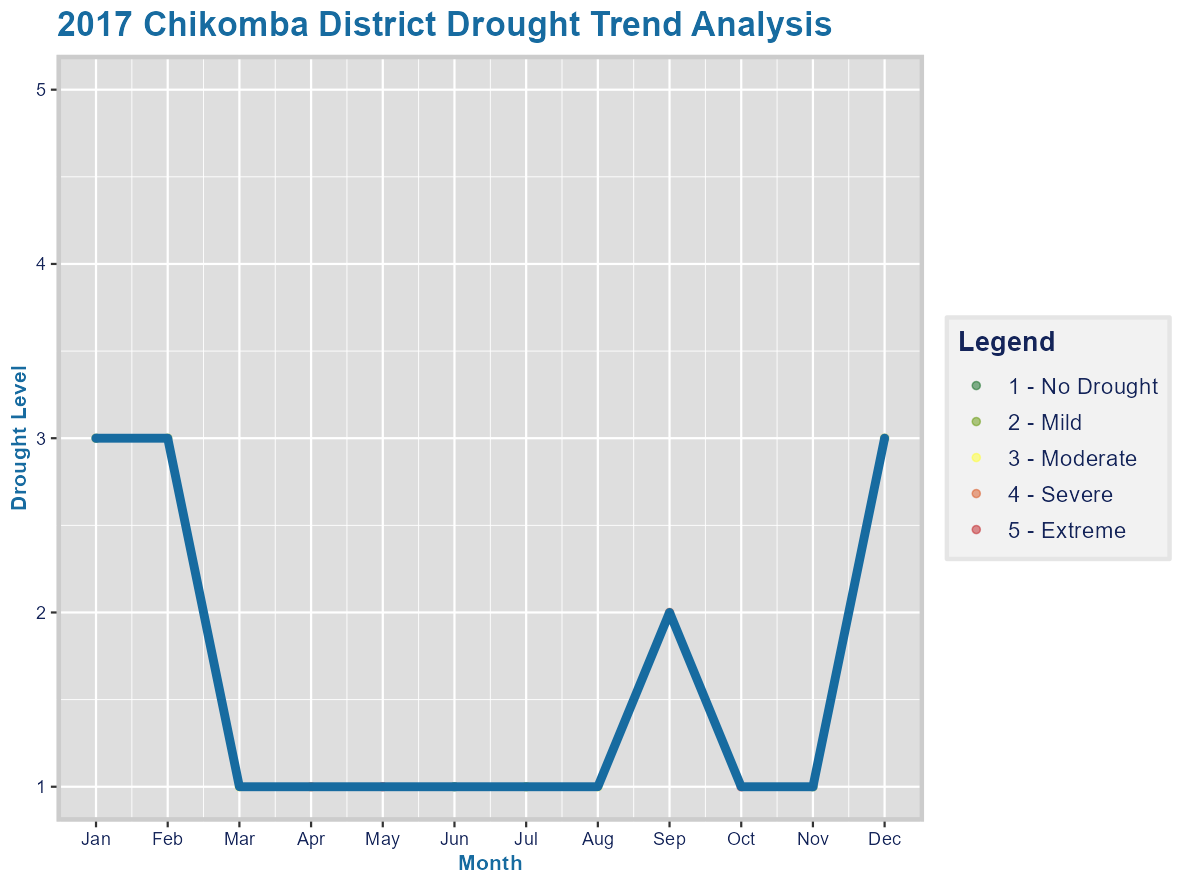 2017 Chikomba District Drought Trend Analysis
Drought Level
5
4
3
2
1
Jan Feb Mar Apr May Jun Jul Aug Sep Oct Nov Dec
Month
Legend
1 - No Drought
2 - Mild
3 - Moderate
4 - Severe
5 - Extreme